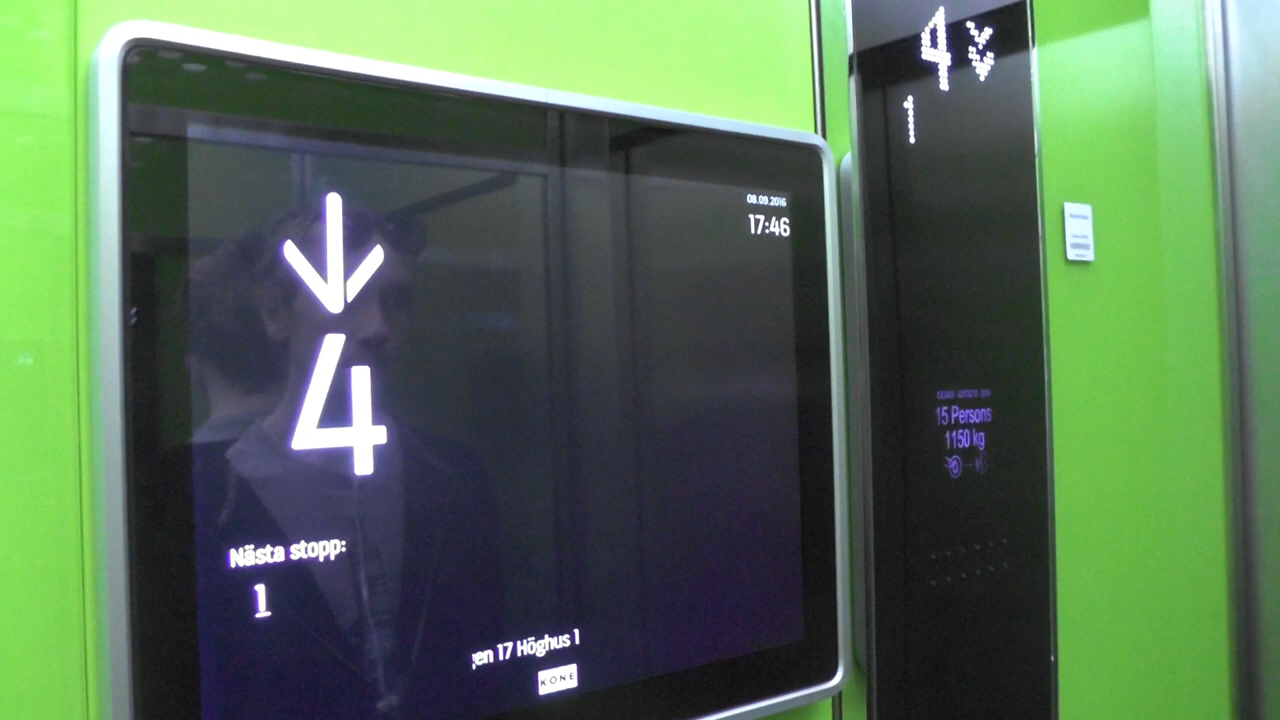 08.09.2016
17:46
4
Nästa stopp:
1
gen 17 Höghus 1
KONE
4
1
15 Persons
1150 kg